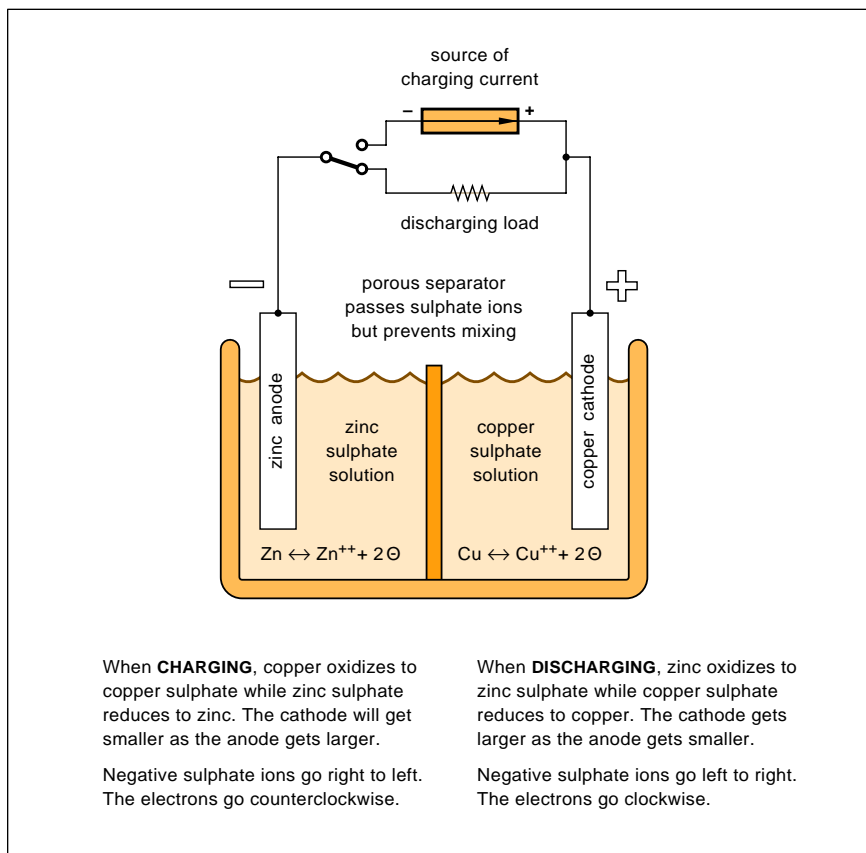 source of
charging current
– +
discharging load
porous separator
passes sulphate ions
but prevents mixing
− +
zinc anode
zinc
sulphate
solution
copper
sulphate
solution
copper cathode
Zn ↔ Zn⁺⁺ + 2⊖
Cu ↔ Cu⁺⁺ + 2⊖
When CHARGING, copper oxidizes to
copper sulphate while zinc sulphate
reduces to zinc. The cathode will get
smaller as the anode gets larger.
Negative sulphate ions go right to left.
The electrons go counterclockwise.
When DISCHARGING, zinc oxidizes to
zinc sulphate while copper sulphate
reduces to copper. The cathode gets
larger as the anode gets smaller.
Negative sulphate ions go left to right.
The electrons go clockwise.